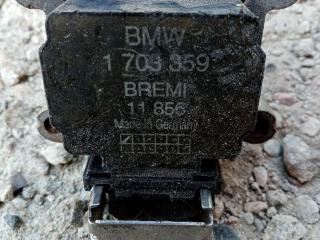 BMW
1 703 359
BREMI
11 856
Made in Germany